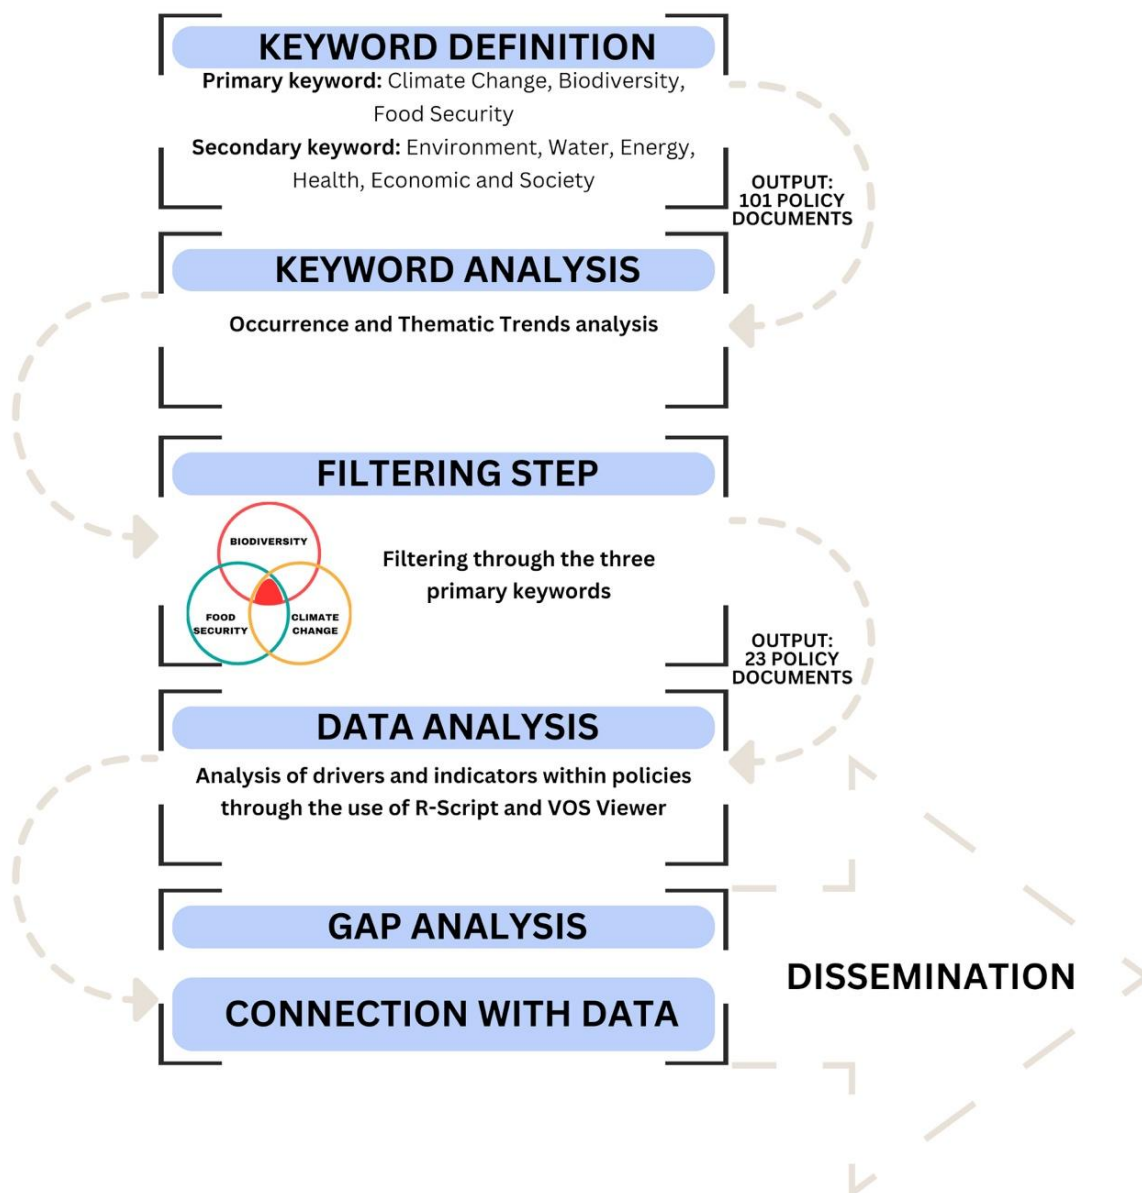 KEYWORD DEFINITION
Primary keyword: Climate Change, Biodiversity,
Food Security
Secondary keyword: Environment, Water, Energy,
Health, Economic and Society
OUTPUT:
101 POLICY
DOCUMENTS
KEYWORD ANALYSIS
Occurrence and Thematic Trends analysis
FILTERING STEP
BIODIVERSITY
FOOD
SECURITY
CLIMATE
CHANGE
Filtering through the three
primary keywords
OUTPUT:
23 POLICY
DOCUMENTS
DATA ANALYSIS
Analysis of drivers and indicators within policies
through the use of R-Script and VOS Viewer
GAP ANALYSIS
CONNECTION WITH DATA
DISSEMINATION